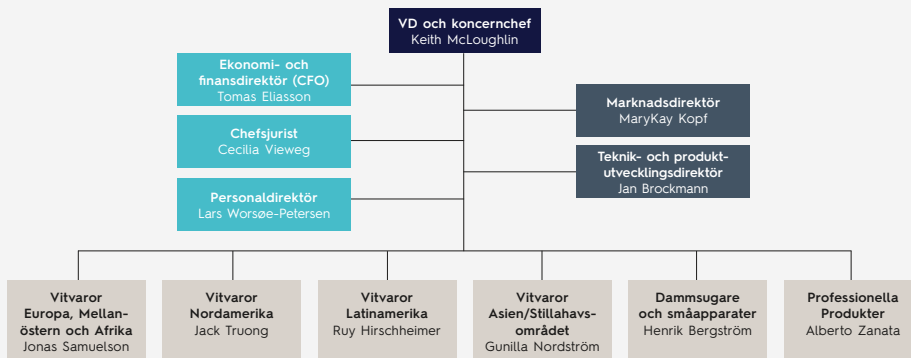 VD och koncernchef
Keith McLoughlin
Ekonomi- och
finansdirektör (CFO)
Tomas Eliasson
Chefsjurist
Cecilia Vieweg
Personaldirektör
Lars Worsøe-Petersen
Marknadsdirektör
MaryKay Kopf
Teknik- och produkt-
utvecklingsdirektör
Jan Brockmann
Vitvaror
Europa, Mellan-
östern och Afrika
Jonas Samuelson
Vitvaror
Nordamerika
Jack Truong
Vitvaror
Latinamerika
Ruy Hirschheimer
Vitvaror
Asien/Stillahavs-
området
Gunilla Nordström
Dammsugare
och småapparater
Henrik Bergström
Professionella
Produkter
Alberto Zanata